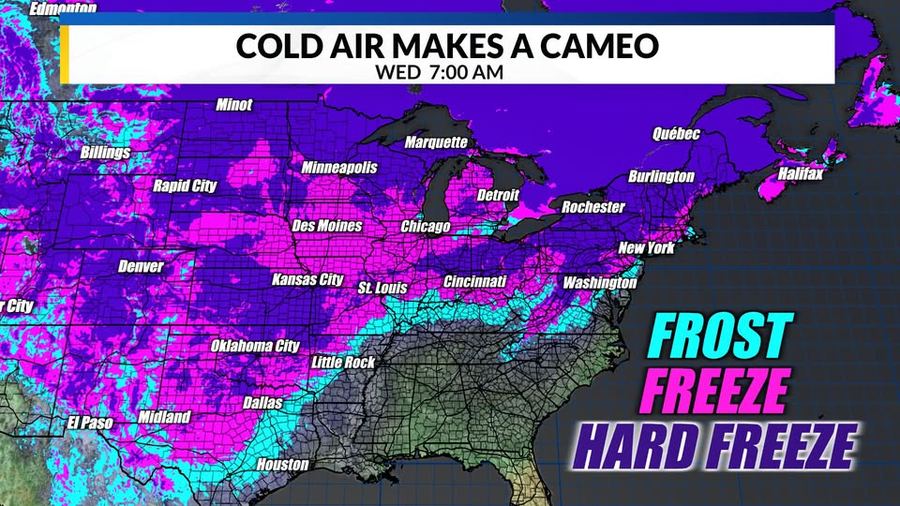 Edmonton
COLD AIR MAKES A CAMEO
WED 7:00 AM
Minot
Marquette
Québec
Billings
Minneapolis
Halifax
Rapid City
Detroit
Burlington
Rochester
Des Moines
Chicago
New York
Denver
Kansas City
St. Louis
Cincinnati
Washington
r City
Oklahoma City
Little Rock
Dallas
El Paso
Midland
Houston
FROST
FREEZE
HARD FREEZE